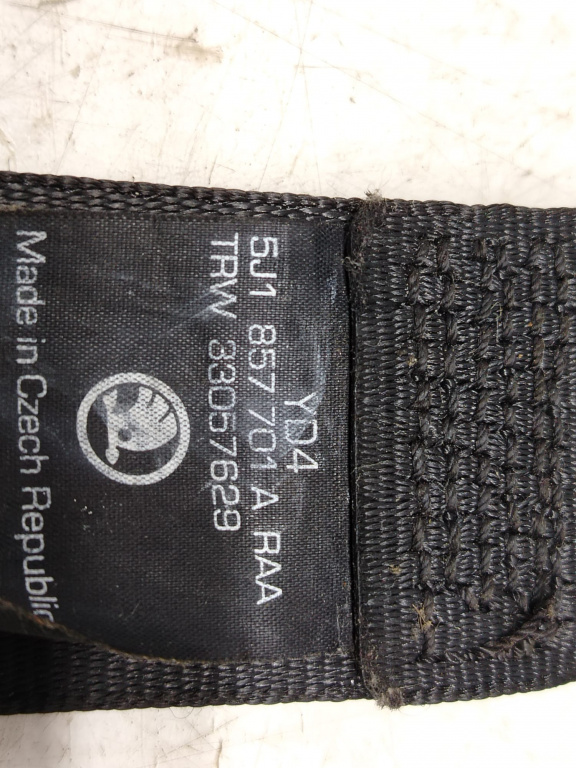 YD4
5J1 857 701 A RAA
TRW 33057629
Made in Czech Republic